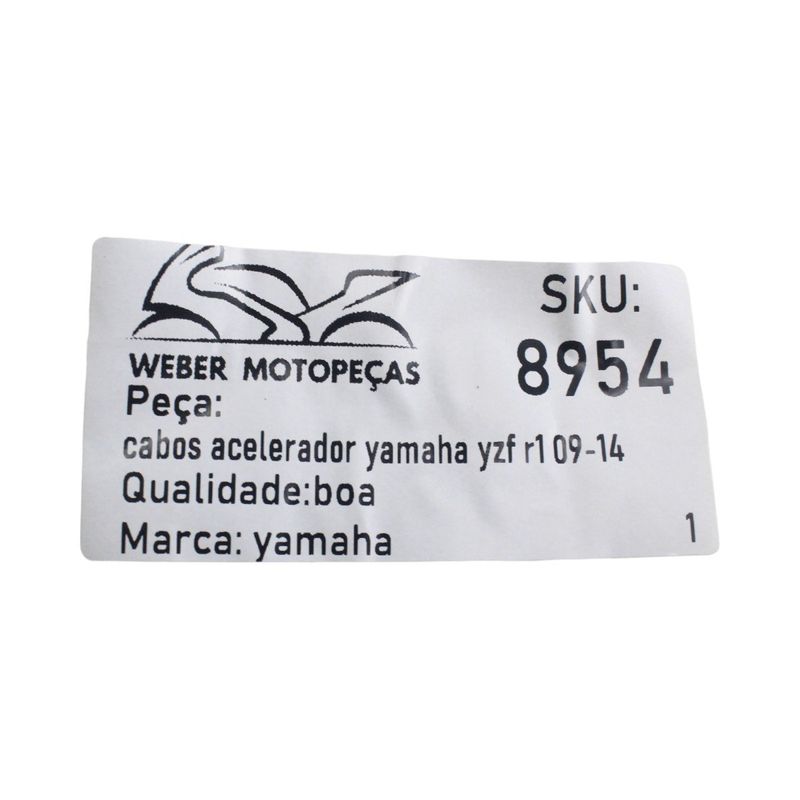 WEBER MOTOPEÇAS
SKU:
8954
Peça:
cabos acelerador yamaha yzf r1 09-14
Qualidade:boa
Marca: yamaha
1